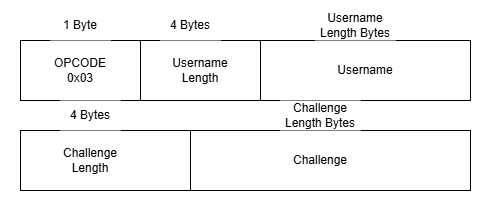 1 Byte
4 Bytes
Username
Length Bytes
OPCODE
0x03
Username
Length
Username
4 Bytes
Challenge
Length Bytes
Challenge
Length
Challenge